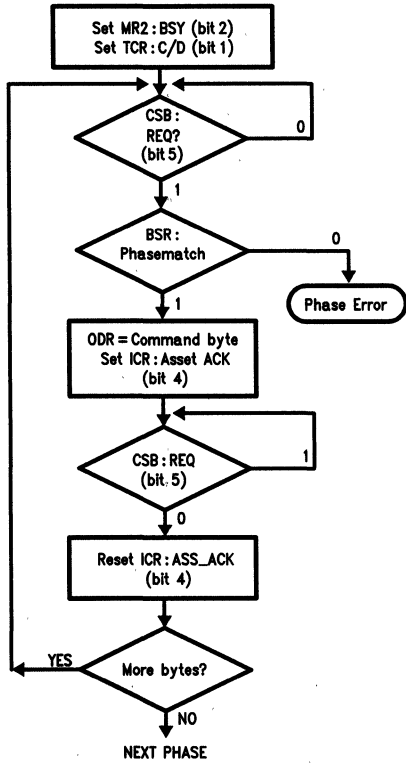 Set MR2:BSY (bit 2)
Set TCR:C/D (bit 1)
CSB:
REQ?
(bit 5)
0
1
BSR:
Phasematch
0
1
Phase Error
ODR=Command byte
Set ICR:Asset ACK
(bit 4)
CSB:REQ
(bit 5)
1
0
Reset ICR:ASS_ACK
(bit 4)
More bytes?
YES
NO
NEXT PHASE